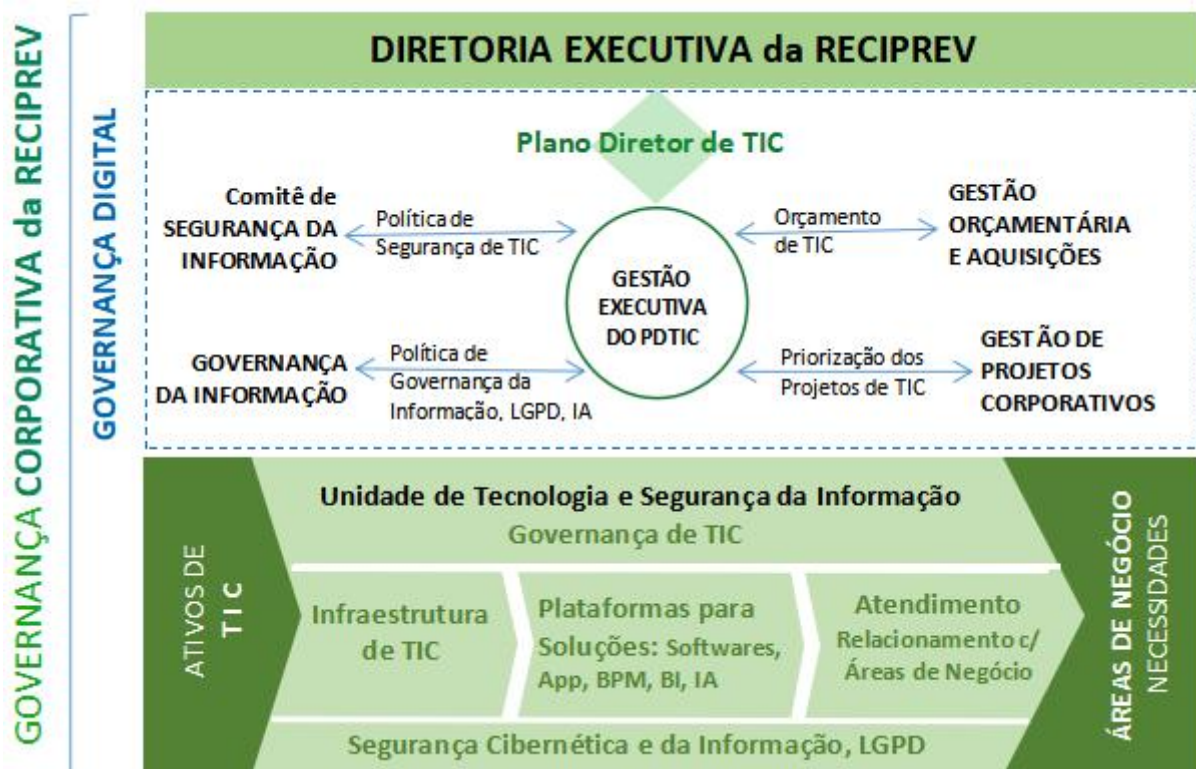 GOVERNANÇA CORPORATIVA da RECIPREV
GOVERNANÇA DIGITAL
DIRETORIA EXECUTIVA da RECIPREV
Plano Diretor de TIC
Comitê de
SEGURANÇA DA
INFORMAÇÃO
Política de
Segurança de TIC
GESTÃO
EXECUTIVA
DO PDTIC
Orçamento
de TIC
GESTÃO
ORÇAMENTÁRIA
E AQUISIÇÕES
GOVERNANÇA
DA INFORMAÇÃO
Política de
Governança da
Informação, LGPD, IA
Priorização dos
Projetos de TIC
GESTÃO DE
PROJETOS
CORPORATIVOS
ATIVOS DE
TIC
Unidade de Tecnologia e Segurança da Informação
Governança de TIC
Infraestrutura
de TIC
Plataformas para
Soluções: Softwares,
App, BPM, BI, IA
Atendimento
Relacionamento c/
Áreas de Negócio
Segurança Cibernética e da Informação, LGPD
ÁREAS DE NEGÓCIO
NECESSIDADES